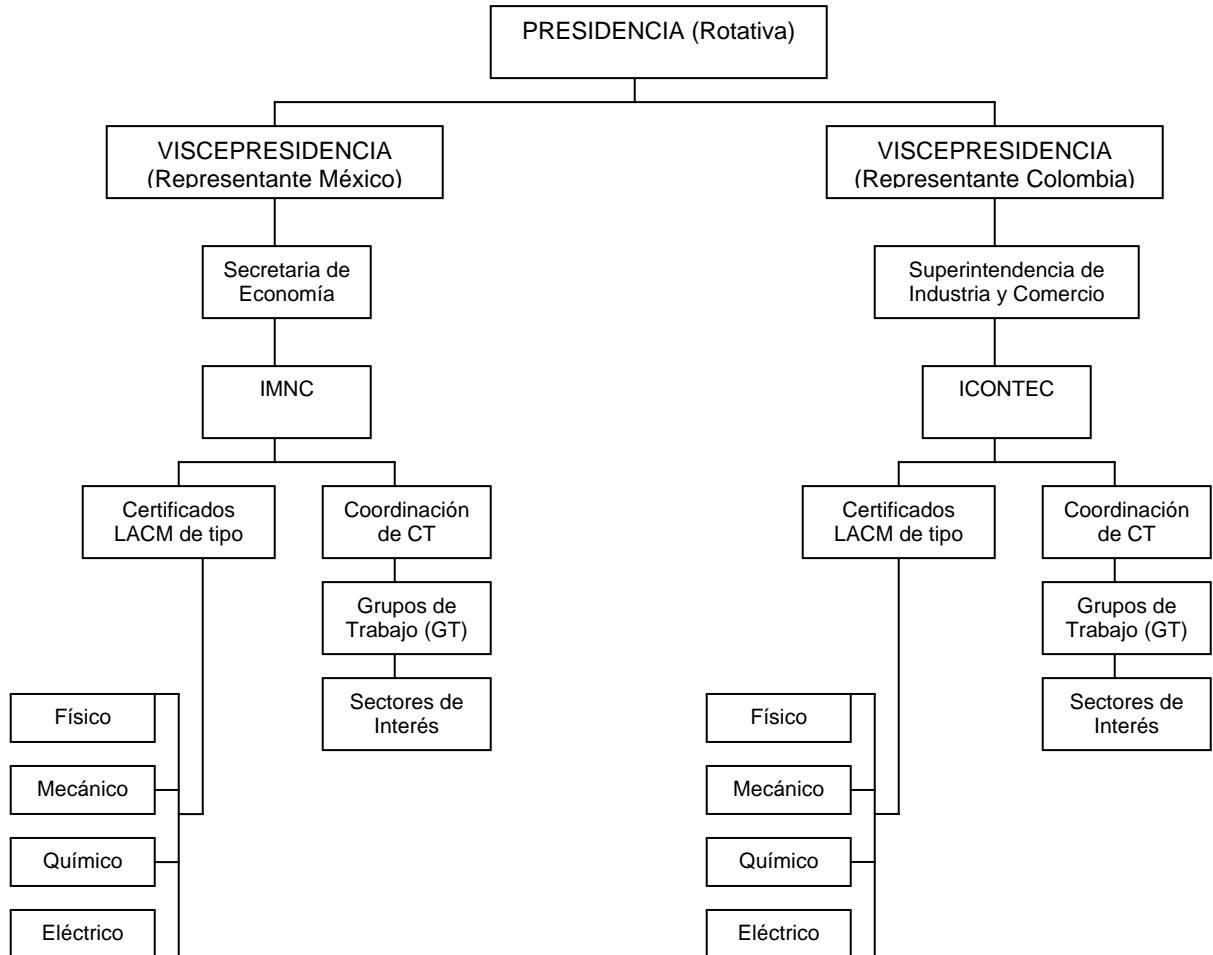 PRESIDENCIA (Rotativa)
VISCEPRESIDENCIA
(Representante México)
VISCEPRESIDENCIA
(Representante Colombia)
Secretaria de
Economía
Superintendencia de
Industria y Comercio
IMNC
ICONTEC
Certificados
LACM de tipo
Coordinación
de CT
Certificados
LACM de tipo
Coordinación
de CT
Grupos de
Trabajo (GT)
Grupos de
Trabajo (GT)
Físico
Sectores de
Interés
Físico
Sectores de
Interés
Mecánico
Mecánico
Químico
Químico
Eléctrico
Eléctrico